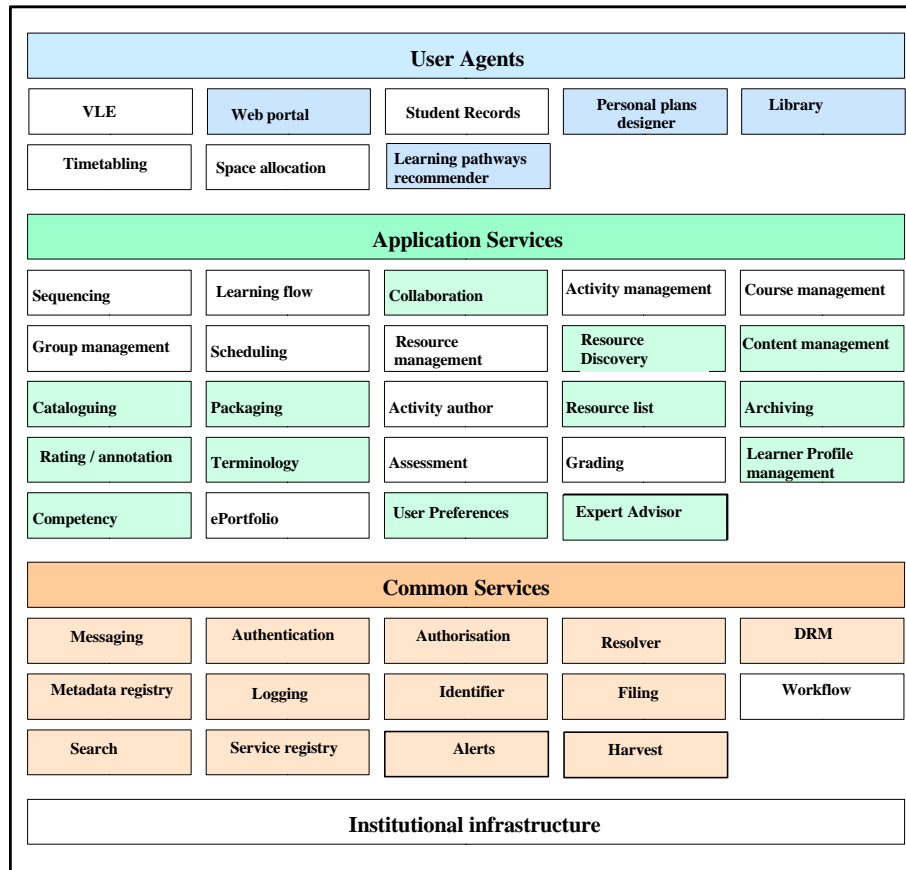 User Agents
VLE
Web portal
Student Records
Personal plans
designer
Library
Timetabling
Space allocation
Learning pathways
recommender
Application Services
Sequencing
Learning flow
Collaboration
Activity management
Course management
Group management
Scheduling
Resource
management
Resource
Discovery
Content management
Cataloguing
Packaging
Activity author
Resource list
Archiving
Rating / annotation
Terminology
Assessment
Grading
Learner Profile
management
Competency
ePortfolio
User Preferences
Expert Advisor
Common Services
Messaging
Authentication
Authorisation
Resolver
DRM
Metadata registry
Logging
Identifier
Filing
Workflow
Search
Service registry
Alerts
Harvest
Institutional infrastructure